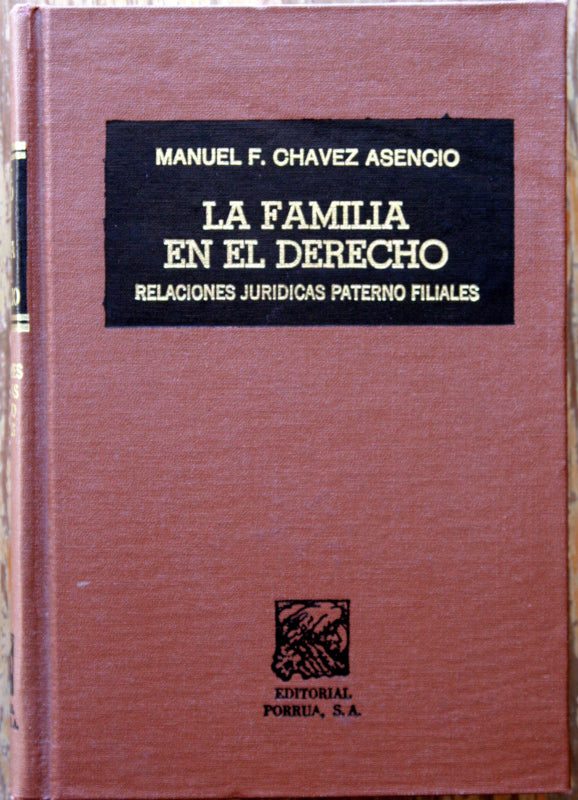 MANUEL F. CHAVEZ ASENCIO
LA FAMILIA
EN EL DERECHO
RELACIONES JURIDICAS PATERNO FILIALES
EDITORIAL
PORRUA, S.A.